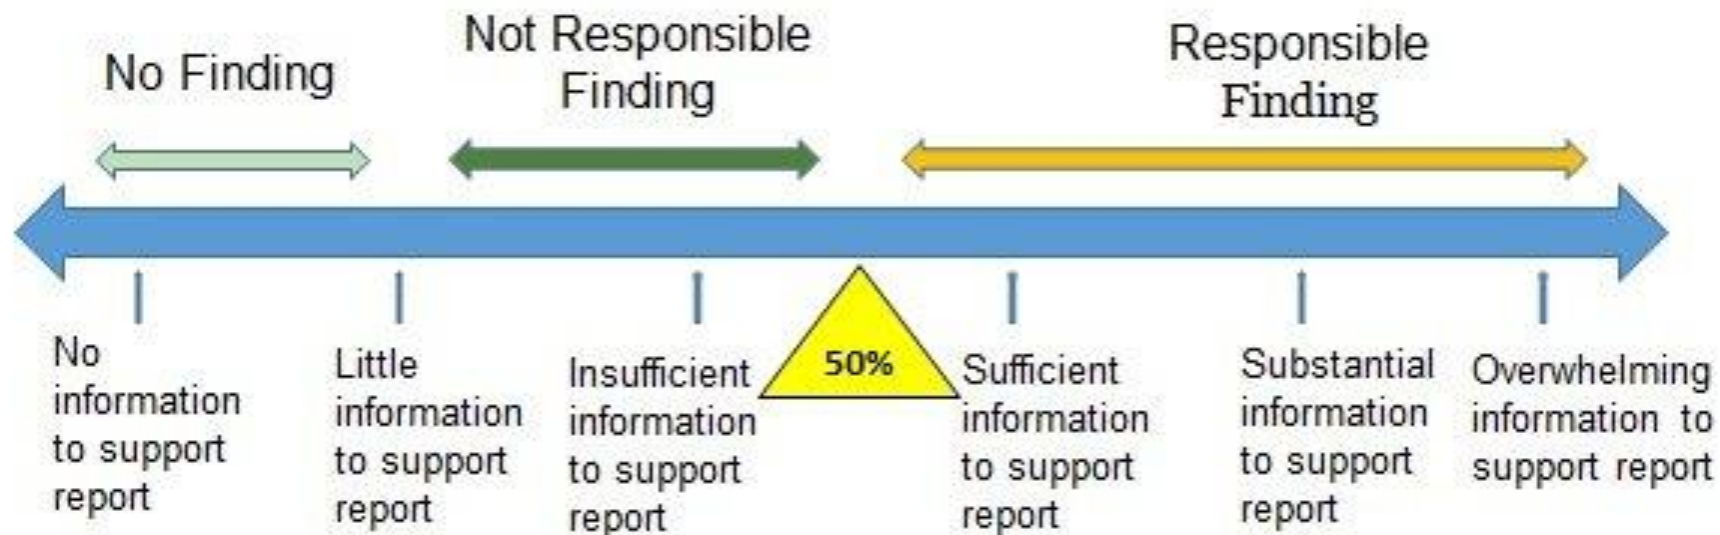 No Finding
Not Responsible
Finding
Responsible
Finding
No
information
to support
report
Little
information
to support
report
Insufficient
information
to support
report
50%
Sufficient
information
to support
report
Substantial
information
to support
report
Overwhelming
information to
support report